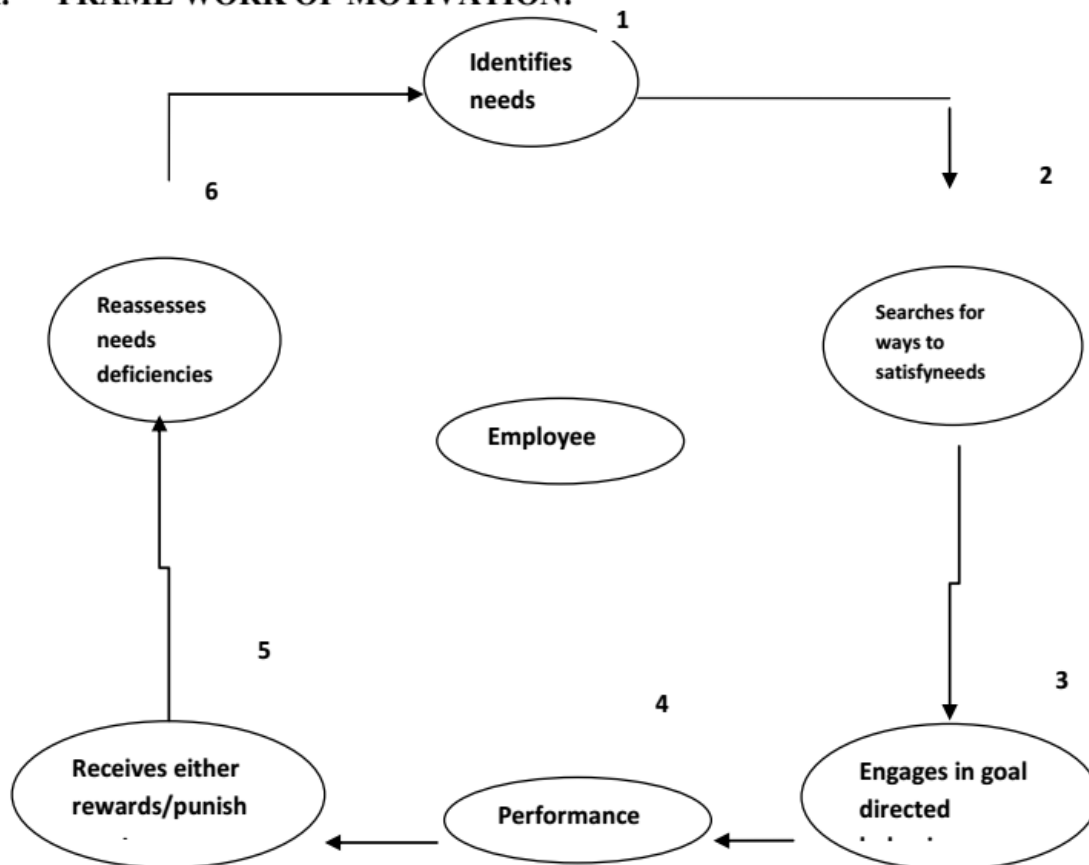 FRAME WORK OF MOTIVATION:
1
Identifies
needs
2
Searches for
ways to
satisfyneeds
3
Engages in goal
directed
4
Performance
5
Receives either
rewards/punish
6
Reassesses
needs
deficiencies
Employee